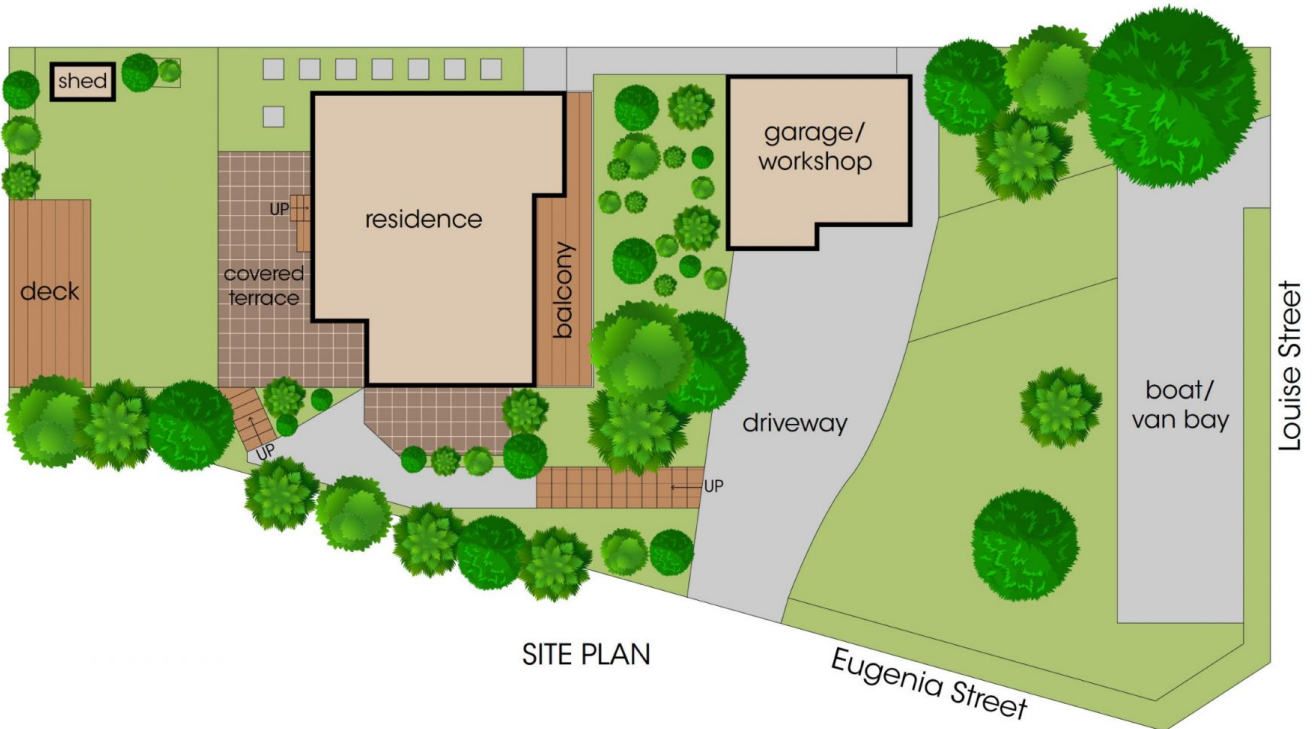 shed
garage/
workshop
UP
residence
covered
terrace
balcony
deck
Louise Street
boat/
van bay
driveway
UP
UP
SITE PLAN
Eugenia Street